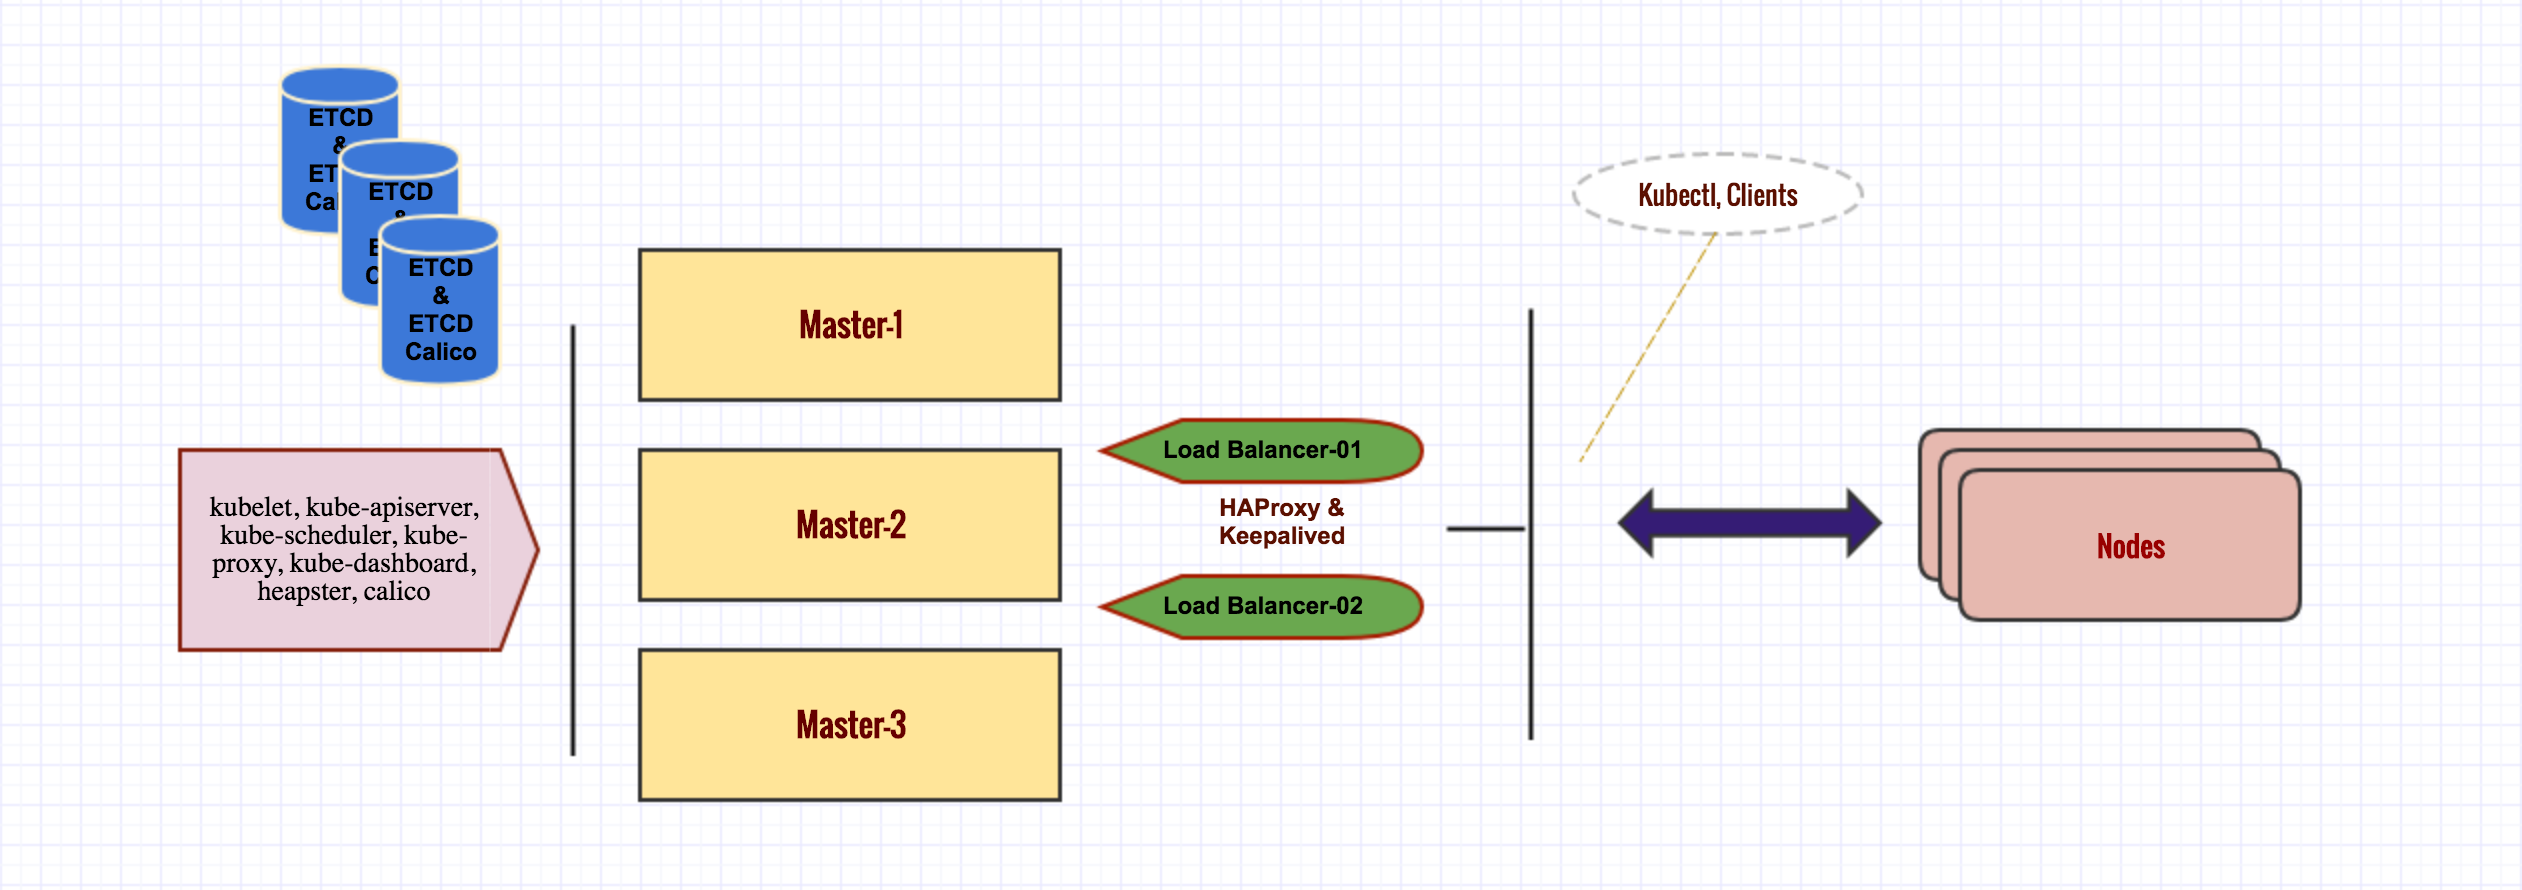 ETCD
&
ET
Ca
ETCD
&
E
C
ETCD
&
ETCD
Calico
kubelet, kube-apiserver,
kube-scheduler, kube-
proxy, kube-dashboard,
heapster, calico
Master-1
Master-2
Master-3
Load Balancer-01
HAProxy &
Keepalived
Load Balancer-02
Kubectl, Clients
Nodes